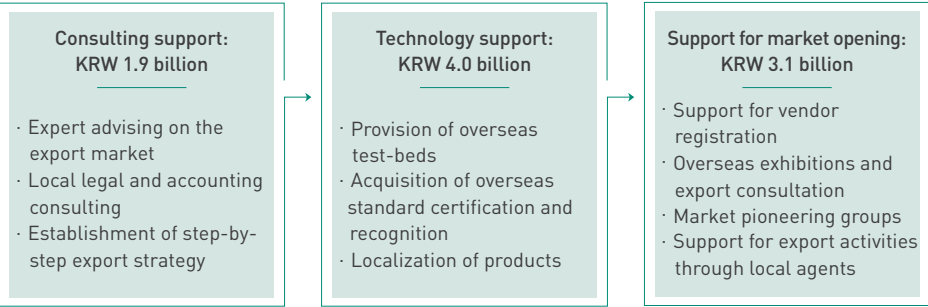 Consulting support:
KRW 1.9 billion
· Expert advising on the
export market
· Local legal and accounting
consulting
· Establishment of step-by-
step export strategy
Technology support:
KRW 4.0 billion
· Provision of overseas
test-beds
· Acquisition of overseas
standard certification and
recognition
· Localization of products
Support for market opening:
KRW 3.1 billion
· Support for vendor
registration
· Overseas exhibitions and
export consultation
· Market pioneering groups
· Support for export activities
through local agents